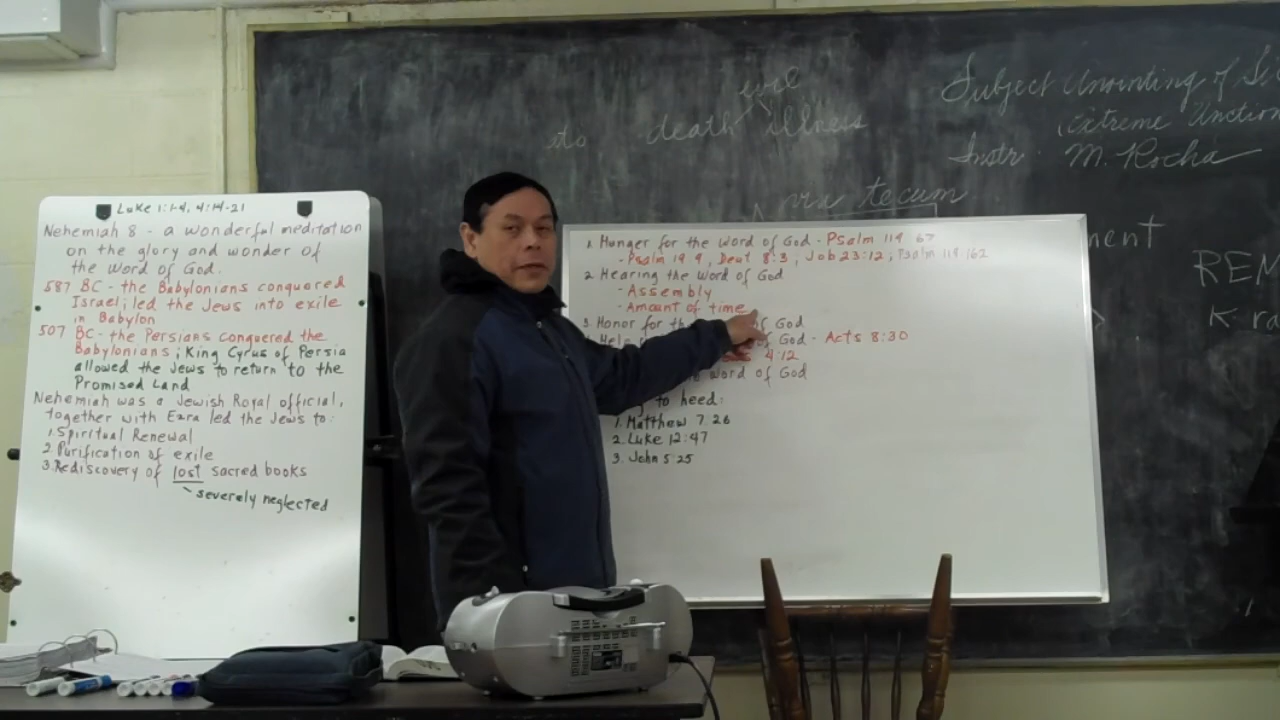 Luke 1:1-4, 4:14-21
Nehemiah 8 - a wonderful meditation
on the glory and wonder of
the Word of God.
587 BC - the Babylonians conquered
Israel; led the Jews into exile
in Babylon
507 BC - the Persians conquered the
Babylonians; King Cyrus of Persia
allowed the Jews to return to the
Promised Land
Nehemiah was a Jewish Royal official,
together with Ezra led the Jews to:
1. Spiritual Renewal
2. Purification of exile
3. Rediscovery of lost sacred books
severely neglected
evil
to death illness
Subject Anointing of
Extreme Unction
Instr. M. Rocha
tecum
1. Hunger for the Word of God - Psalm 119 67
- Psalm 19 9, Deut 8:3, Job 23:12, Psalm 119:162
2. Hearing the Word of God
- Assembly
- Amount of time
3. Honor for the of God
of God - Acts 8:30
4:12
Word of God
to heed:
1. Matthew 7:26
2. Luke 12:47
3. John 5:25
ment
REM
K